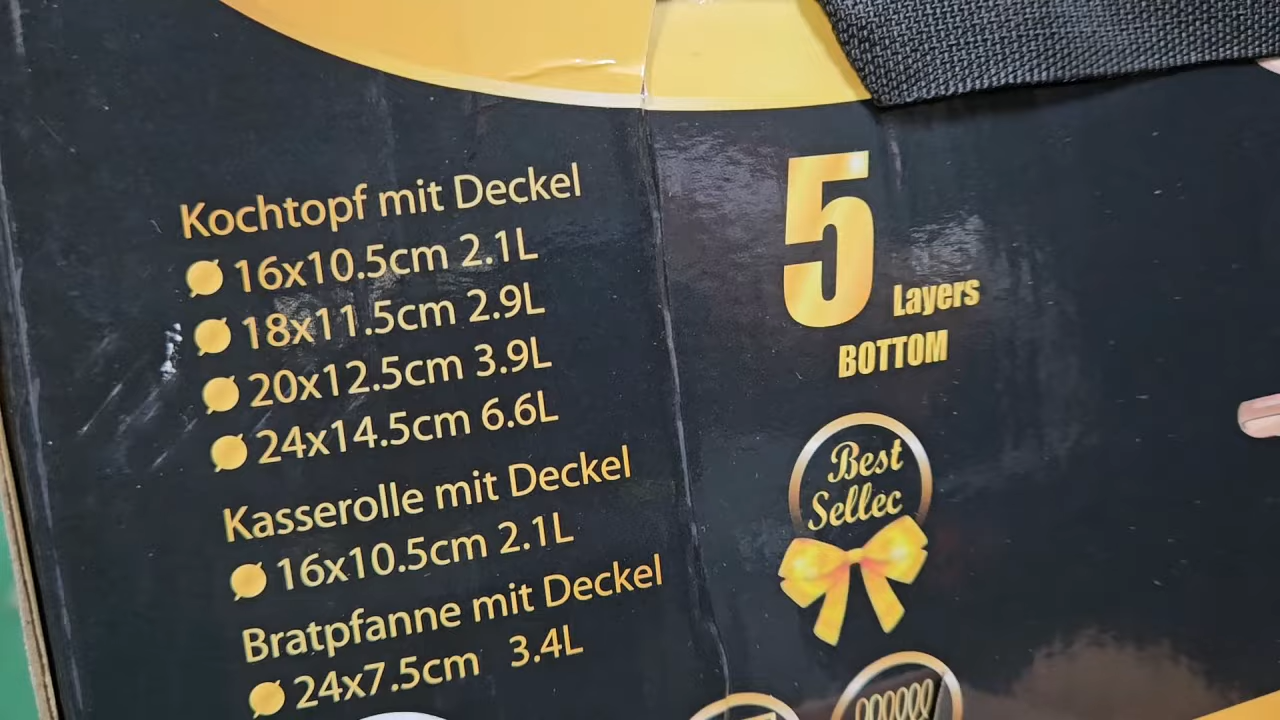 Kochtopf mit Deckel
16x10.5cm 2.1L
18x11.5cm 2.9L
20x12.5cm 3.9L
24x14.5cm 6.6L
Kasserolle mit Deckel
16x10.5cm 2.1L
Bratpfanne mit Deckel
24x7.5cm 3.4L
5
Layers
BOTTOM
Best
Sellec